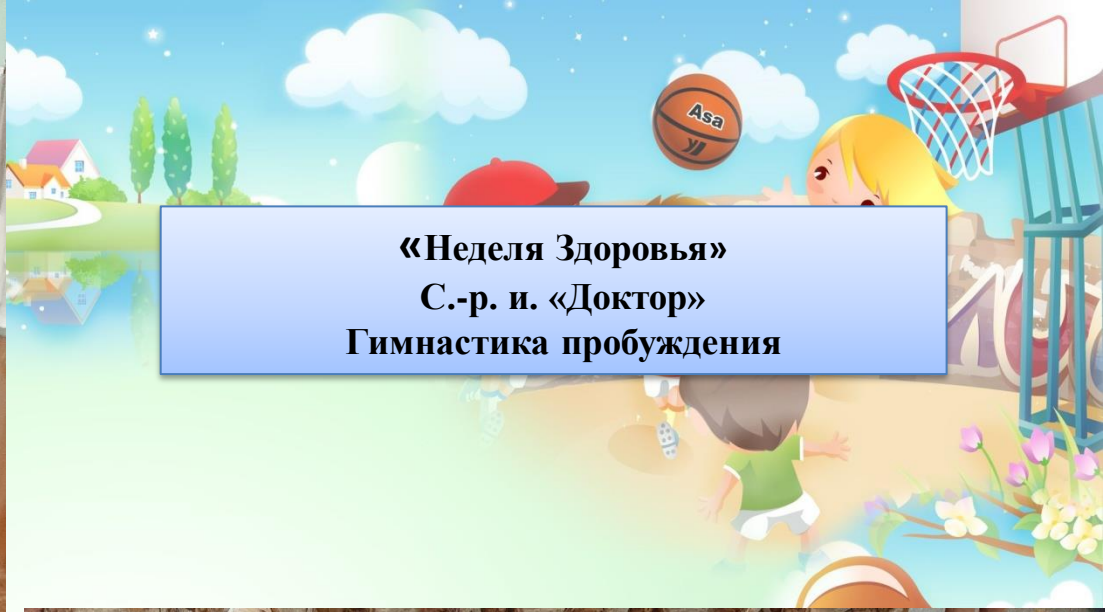 Asa
«Неделя Здоровья»
С.-р. и. «Доктор»
Гимнастика пробуждения